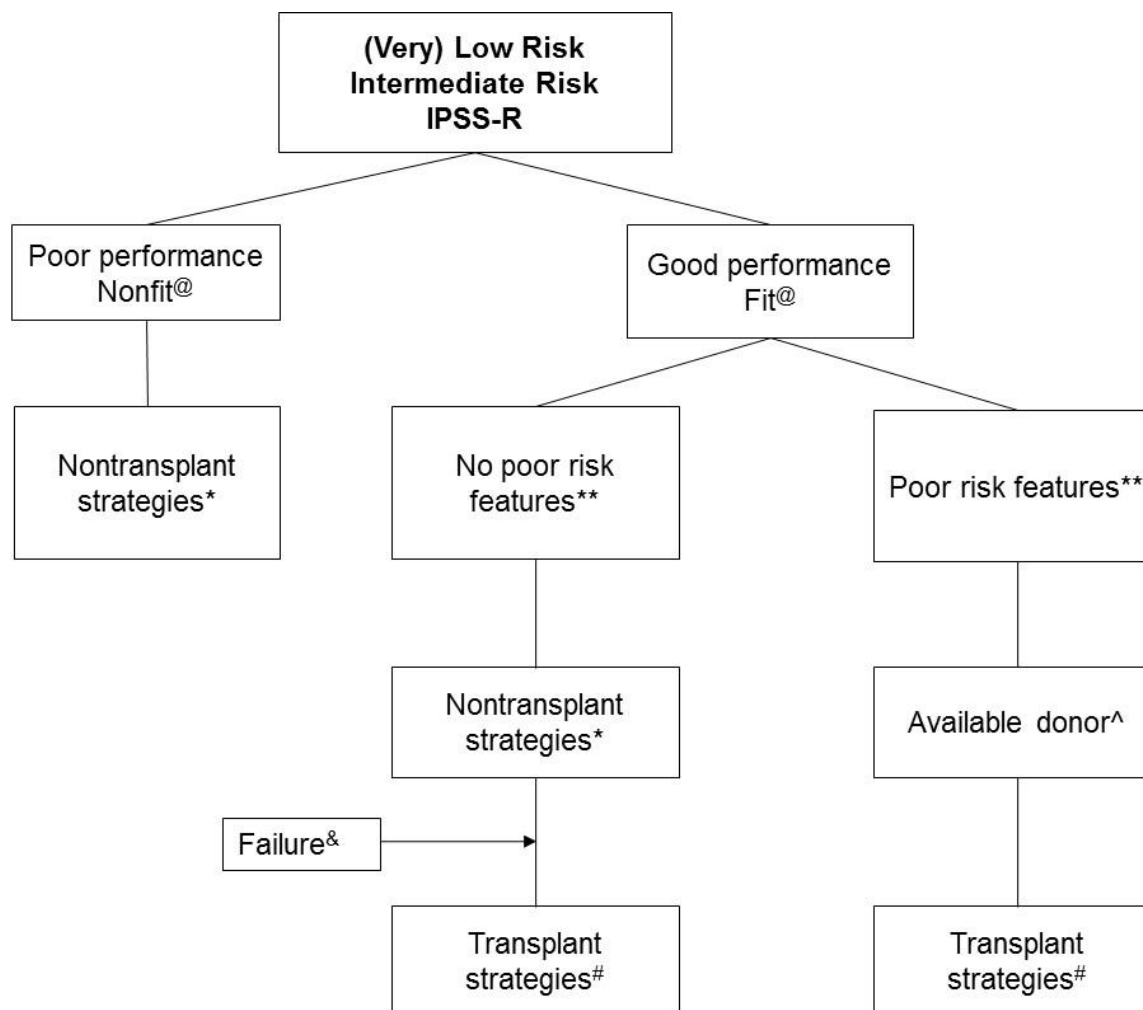 (Very) Low Risk
Intermediate Risk
IPSS-R
Poor performance
Nonfit@
Good performance
Fit@
Nontransplant
strategies*
No poor risk
features**
Poor risk features**
Nontransplant
strategies*
Available donor^
Failure&
Transplant
strategies#
Transplant
strategies#